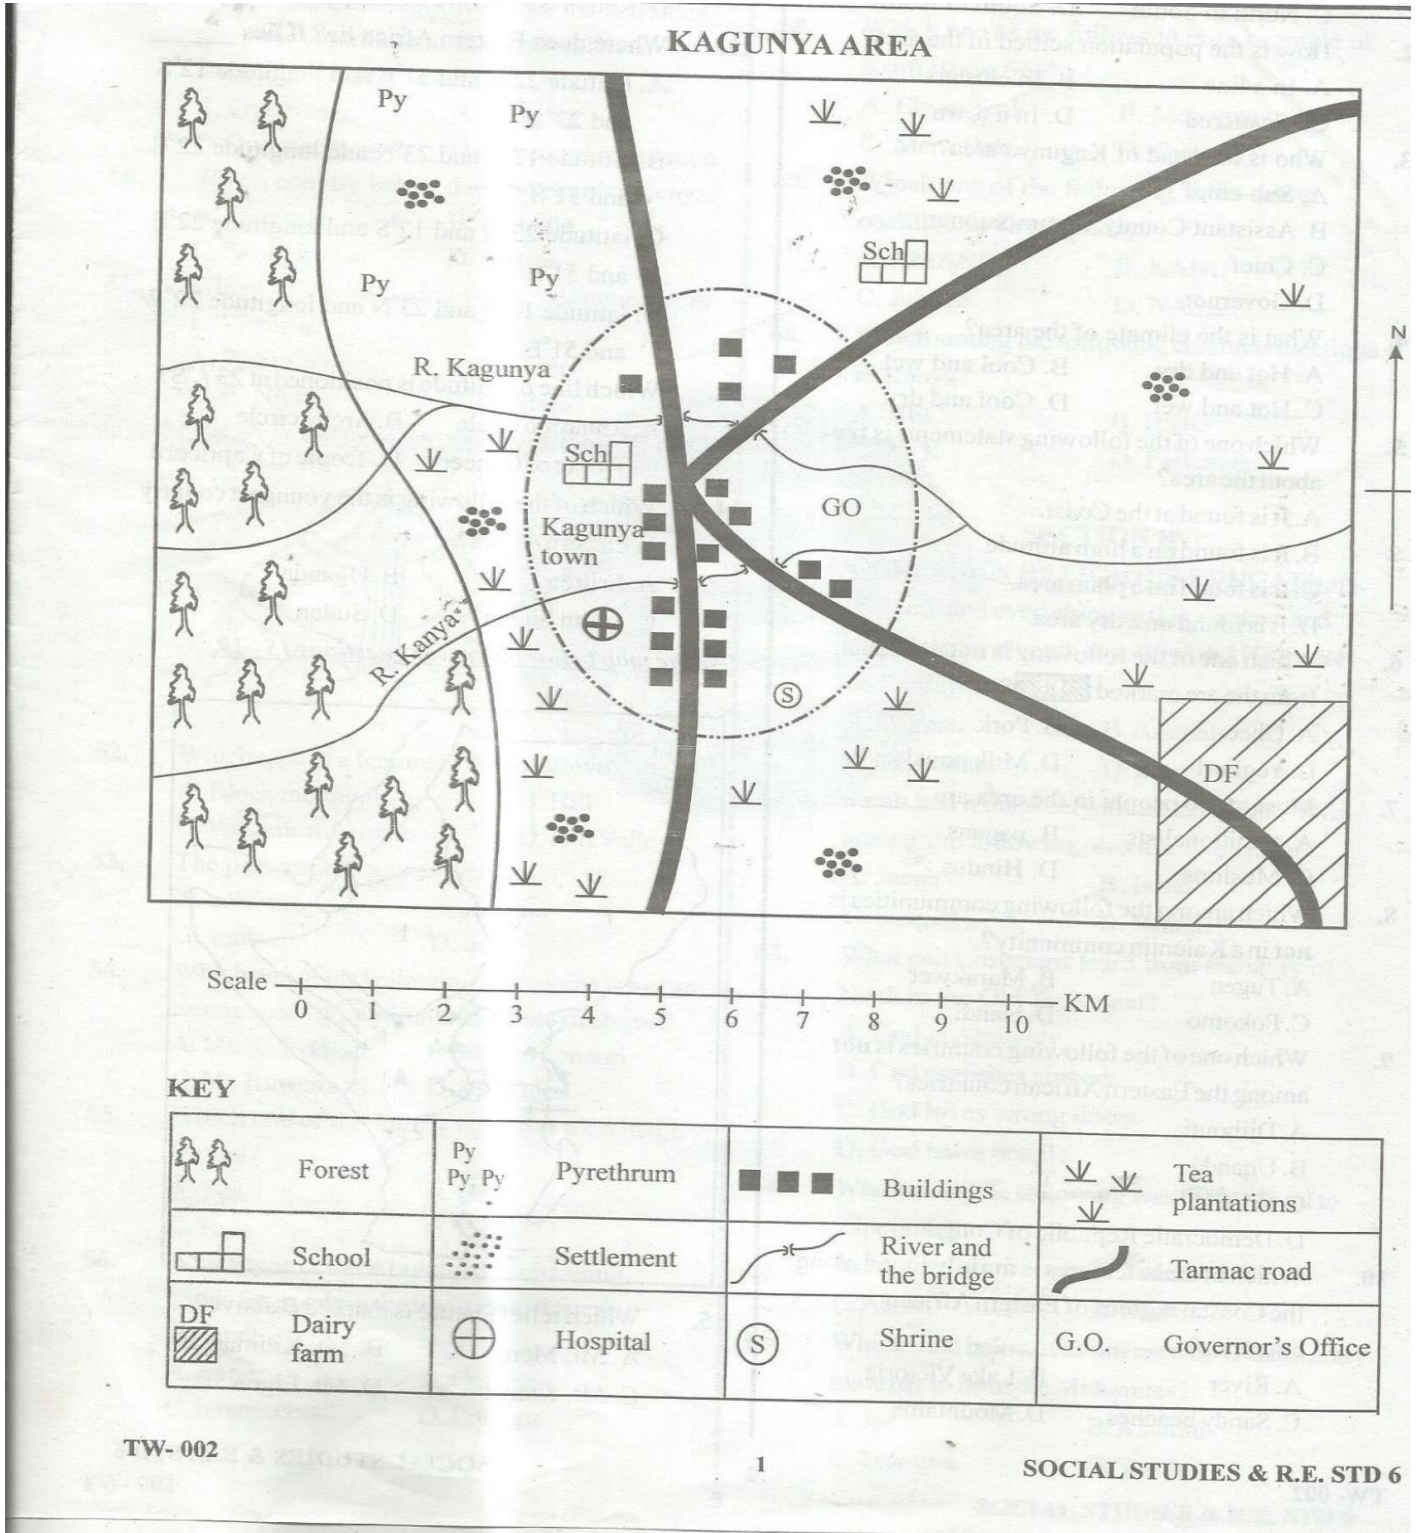 KAGUNYA AREA
Py
Py
Py
Py
Sch
N
R. Kagunya
Sch
GO
Kagunya
town
R. Kanya
S
DF
Scale
0 1 2 3 4 5 6 7 8 9 10
KM
KEY
Forest
Py
Py Py
Pyrethrum
Buildings
Tea
plantations
School
Settlement
River and
the bridge
Tarmac road
DF
Dairy
farm
Hospital
S
Shrine
G.O.
Governor's Office
TW- 002
1
SOCIAL STUDIES & R.E. STD 6